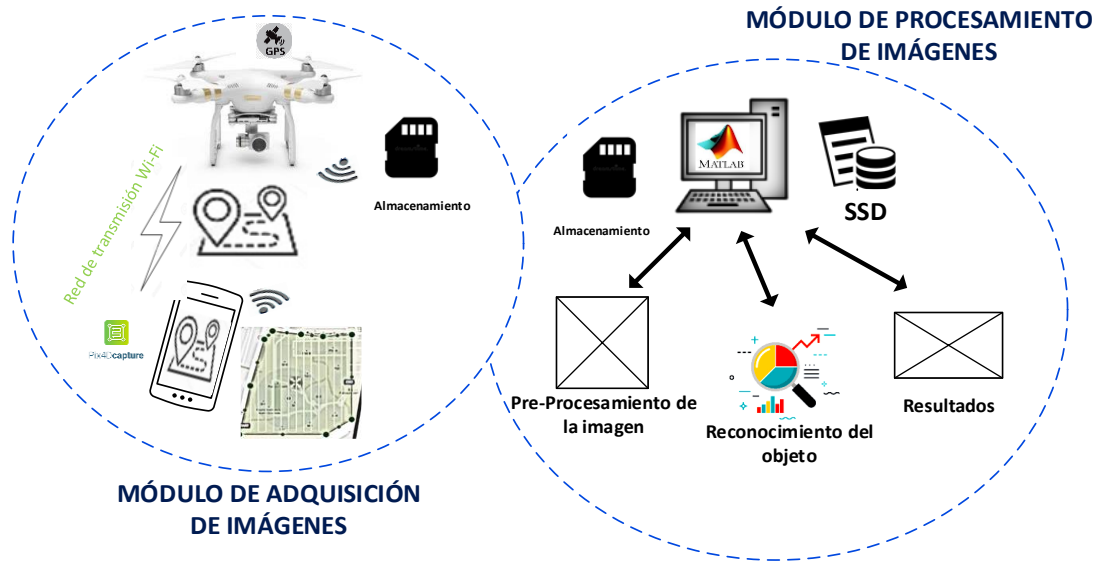 GPS
Red de transmisión Wi-Fi
Almacenamiento
Pix4Dcapture
MÓDULO DE ADQUISICIÓN
DE IMÁGENES
MÓDULO DE PROCESAMIENTO
DE IMÁGENES
MATLAB
Almacenamiento
SSD
Pre-Procesamiento de
la imagen
Reconocimiento del
objeto
Resultados